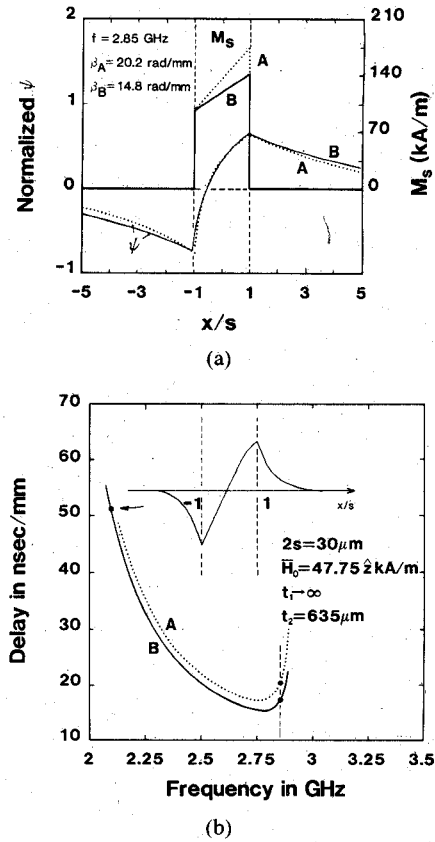 f = 2.85 GHz
β_A = 20.2 rad/mm
β_B = 14.8 rad/mm
M_s
A
B
B
A
ψ
Normalized ψ
2
1
0
-1
210
140
70
0
M_s (kA/m)
-5
-3
-1
1
3
5
x/s
(a)
70
60
50
40
30
20
10
Delay in nsec/mm
-1
1
x/s
2s=30μm
H̅₀=47.75 ẑ kA/m
t₁→∞
t₂=635μm
A
B
2
2.25
2.5
2.75
3
3.25
3.5
Frequency in GHz
(b)